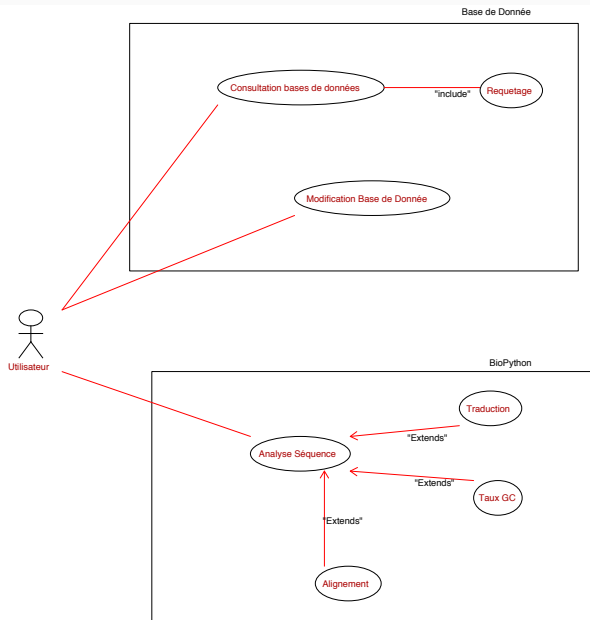 Base de Donnée
Consultation bases de données
"include"
Requetage
Modification Base de Donnée
Utilisateur
BioPython
Traduction
"Extends"
Analyse Séquence
"Extends"
Taux GC
"Extends"
Alignement